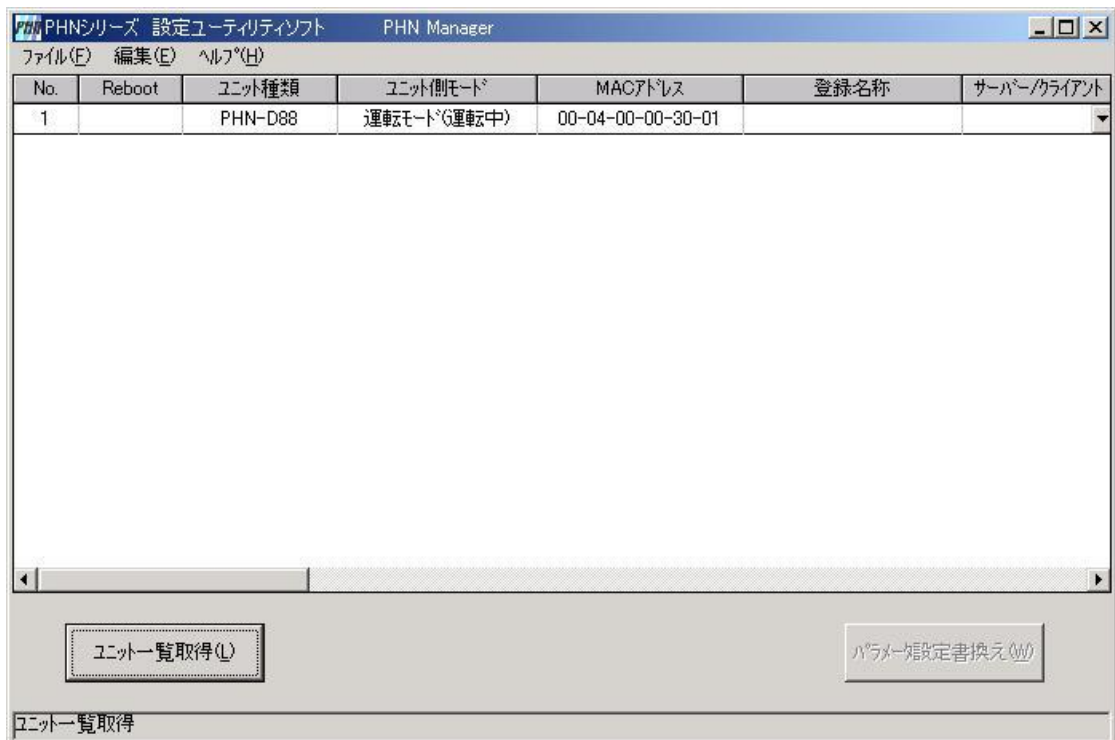 PHN PHNシリーズ 設定ユーティリティソフト PHN Manager
ファイル(F) 編集(E) ヘルプ(H)
No. Reboot ユニット種類 ユニット側モード MACアドレス 登録名称 サーバー/クライアント
1 PHN-D88 運転モード(運転中) 00-04-00-00-30-01
ユニット一覧取得(L) パラメータ設定書換え(W)
ユニット一覧取得